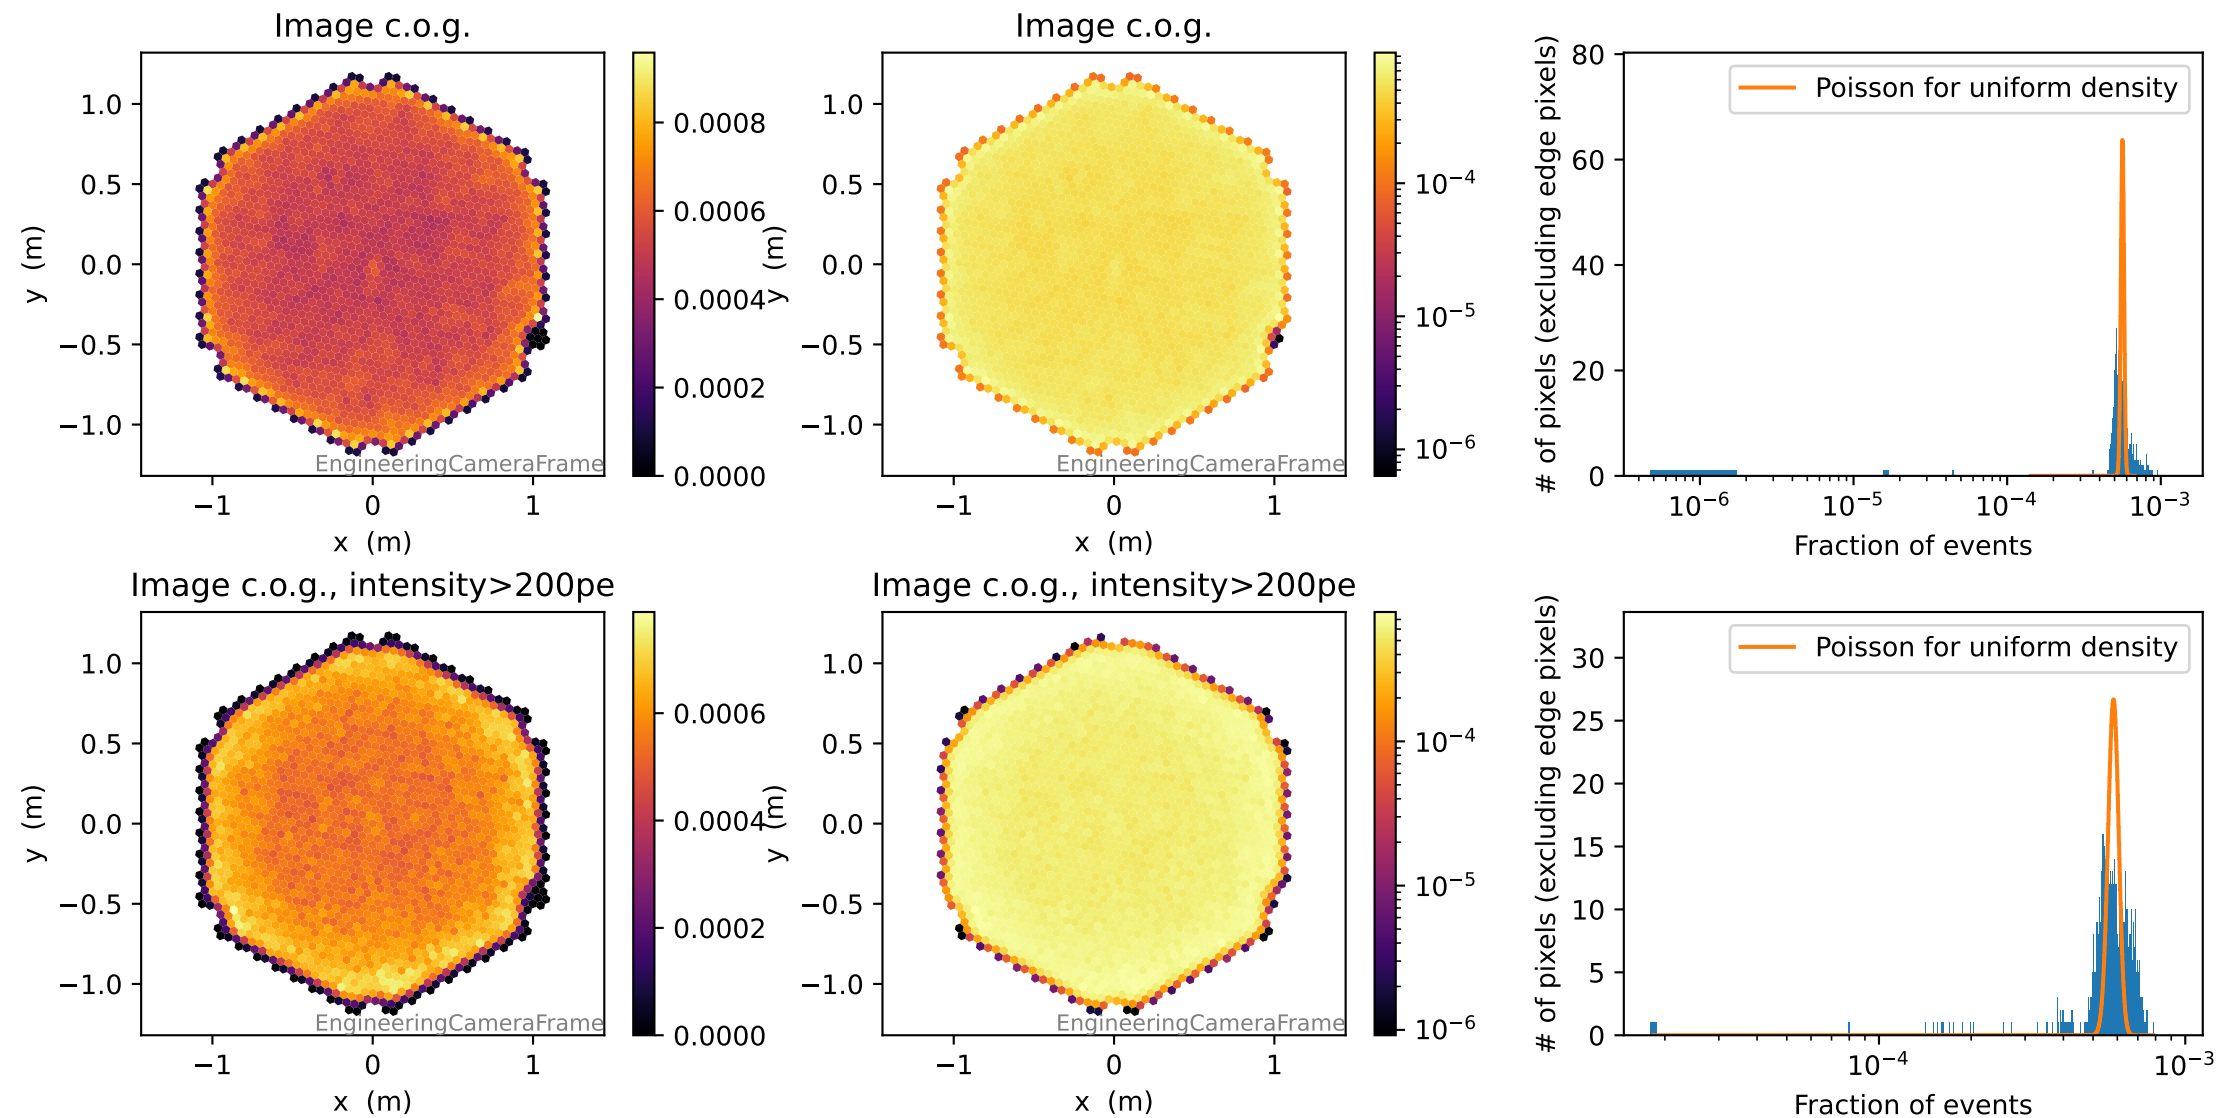 Image c.o.g.
y (m)
1.0
0.5
0.0
−0.5
−1.0
−1
0
1
x (m)
EngineeringCameraFrame
0.0008
0.0006
0.0004
0.0002
0.0000
Image c.o.g.
y (m)
1.0
0.5
0.0
−0.5
−1.0
−1
0
1
x (m)
EngineeringCameraFrame
10⁻⁴
10⁻⁵
10⁻⁶
# of pixels (excluding edge pixels)
80
60
40
20
0
Poisson for uniform density
10⁻⁶
10⁻⁵
10⁻⁴
10⁻³
Fraction of events
Image c.o.g., intensity>200pe
y (m)
1.0
0.5
0.0
−0.5
−1.0
−1
0
1
x (m)
EngineeringCameraFrame
0.0006
0.0004
0.0002
0.0000
Image c.o.g., intensity>200pe
y (m)
1.0
0.5
0.0
−0.5
−1.0
−1
0
1
x (m)
EngineeringCameraFrame
10⁻⁴
10⁻⁵
10⁻⁶
# of pixels (excluding edge pixels)
30
25
20
15
10
5
0
Poisson for uniform density
10⁻⁴
10⁻³
Fraction of events